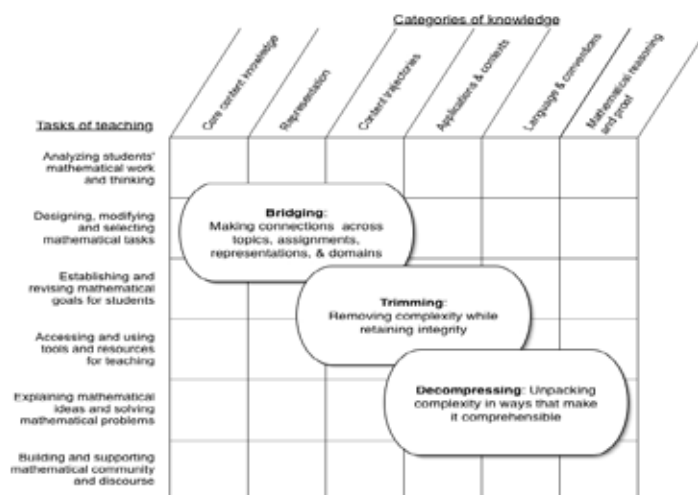 Categories of knowledge
Core content knowledge
Representation
Content trajectories
Applications & contexts
Language & conventions
Mathematical reasoning
and proof
Tasks of teaching
Analyzing students'
mathematical work
and thinking
Designing, modifying
and selecting
mathematical tasks
Establishing and
revising mathematical
goals for students
Accessing and using
tools and resources
for teaching
Explaining mathematical
ideas and solving
mathematical problems
Building and supporting
mathematical community
and discourse
Bridging:
Making connections across
topics, assignments,
representations, & domains
Trimming:
Removing complexity while
retaining integrity
Decompressing: Unpacking
complexity in ways that make
it comprehensible